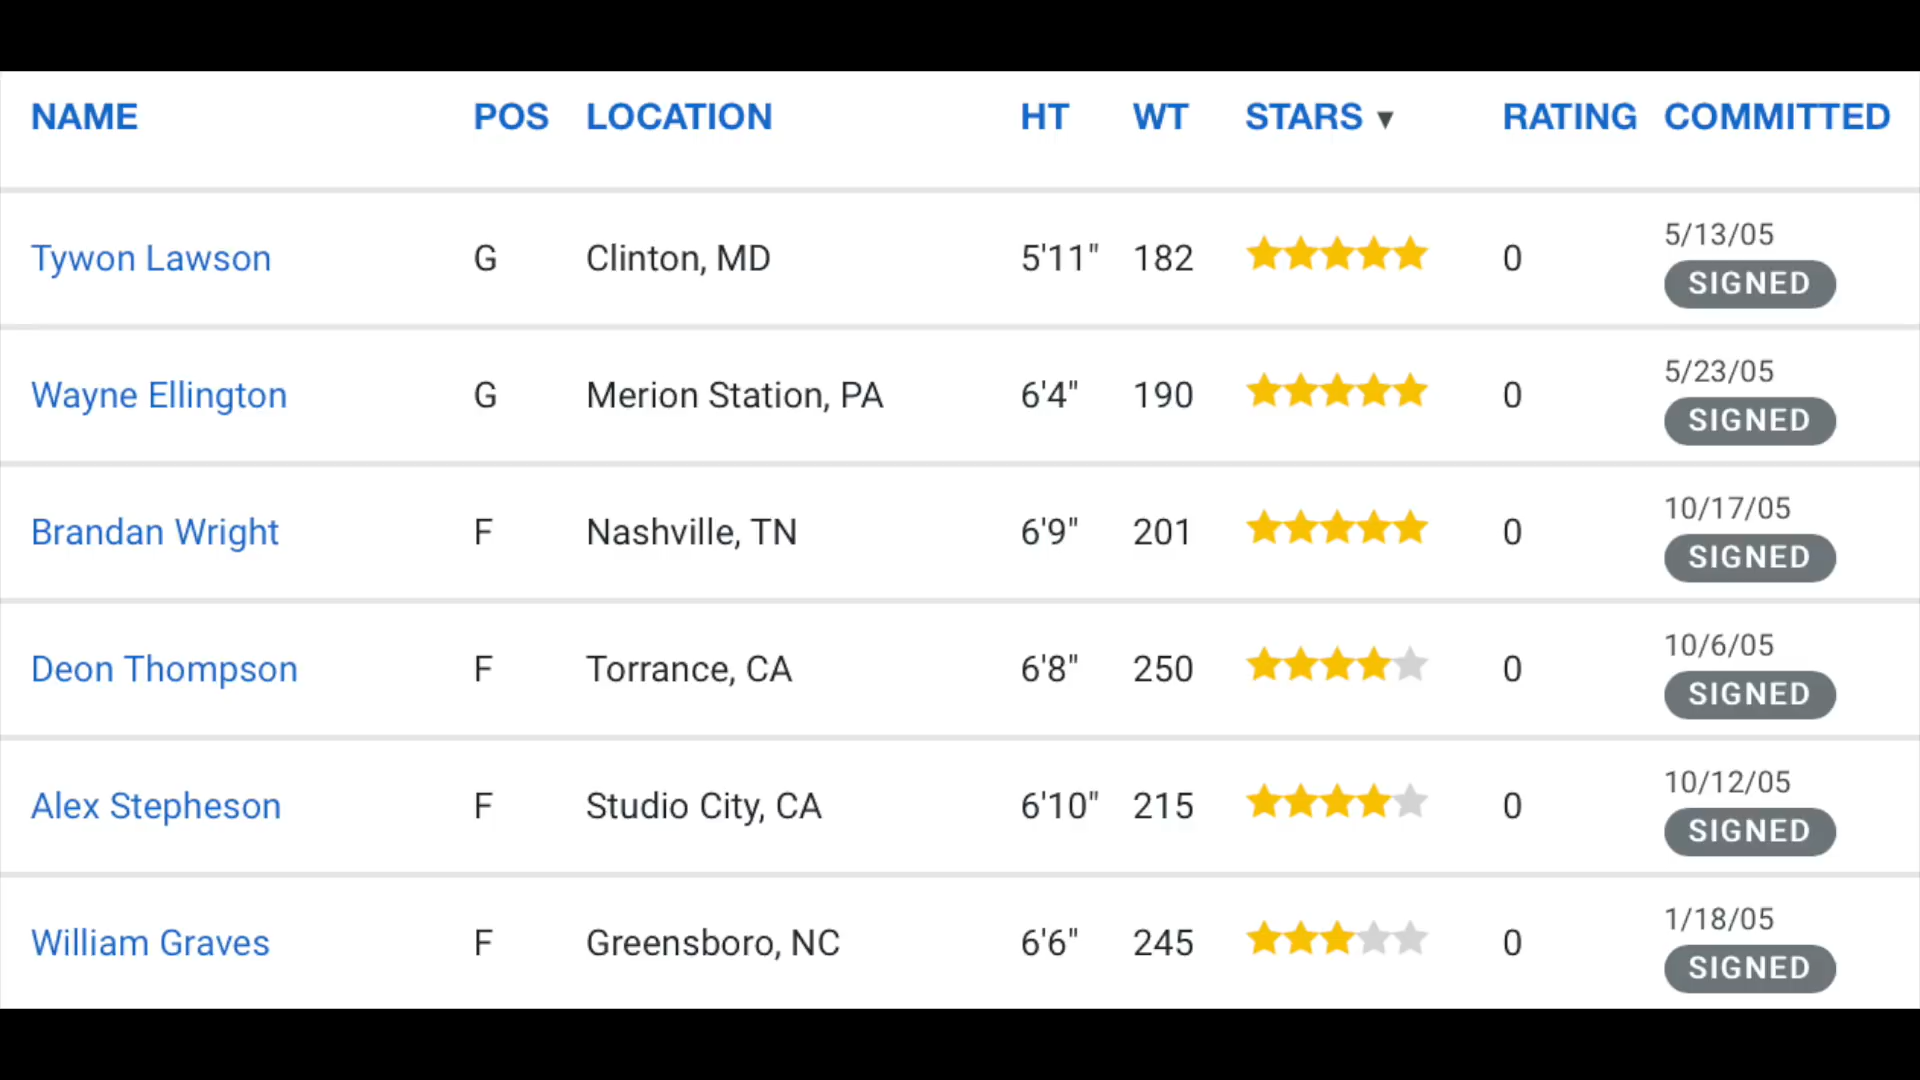 NAME POS LOCATION HT WT STARS ▼ RATING COMMITTED
Tywon Lawson G Clinton, MD 5'11" 182 0 5/13/05
SIGNED
Wayne Ellington G Merion Station, PA 6'4" 190 0 5/23/05
SIGNED
Brandan Wright F Nashville, TN 6'9" 201 0 10/17/05
SIGNED
Deon Thompson F Torrance, CA 6'8" 250 0 10/6/05
SIGNED
Alex Stepheson F Studio City, CA 6'10" 215 0 10/12/05
SIGNED
William Graves F Greensboro, NC 6'6" 245 0 1/18/05
SIGNED